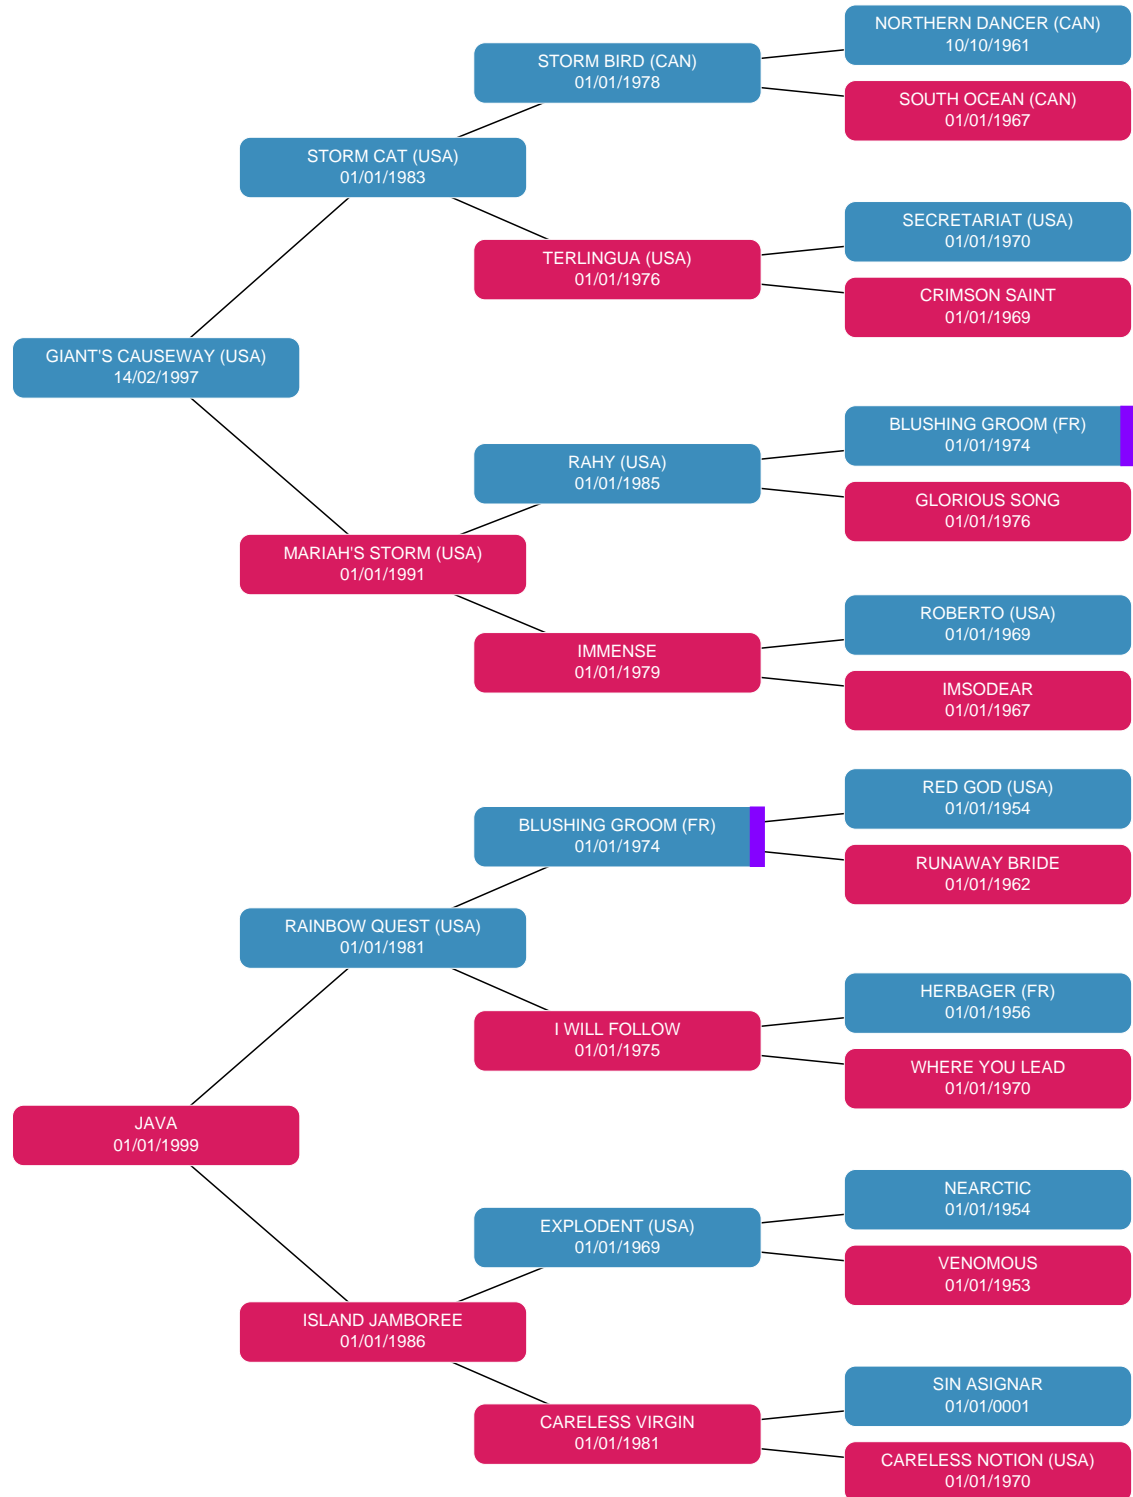 NORTHERN DANCER (CAN)
10/10/1961
STORM BIRD (CAN)
01/01/1978
SOUTH OCEAN (CAN)
01/01/1967
STORM CAT (USA)
01/01/1983
SECRETARIAT (USA)
01/01/1970
TERLINGUA (USA)
01/01/1976
CRIMSON SAINT
01/01/1969
GIANT'S CAUSEWAY (USA)
14/02/1997
BLUSHING GROOM (FR)
01/01/1974
RAHY (USA)
01/01/1985
GLORIOUS SONG
01/01/1976
MARIAH'S STORM (USA)
01/01/1991
ROBERTO (USA)
01/01/1969
IMMENSE
01/01/1979
IMSODEAR
01/01/1967
RED GOD (USA)
01/01/1954
BLUSHING GROOM (FR)
01/01/1974
RUNAWAY BRIDE
01/01/1962
RAINBOW QUEST (USA)
01/01/1981
HERBAGER (FR)
01/01/1956
I WILL FOLLOW
01/01/1975
WHERE YOU LEAD
01/01/1970
JAVA
01/01/1999
NEARCTIC
01/01/1954
EXPLODENT (USA)
01/01/1969
VENOMOUS
01/01/1953
ISLAND JAMBOREE
01/01/1986
SIN ASIGNAR
01/01/0001
CARELESS VIRGIN
01/01/1981
CARELESS NOTION (USA)
01/01/1970